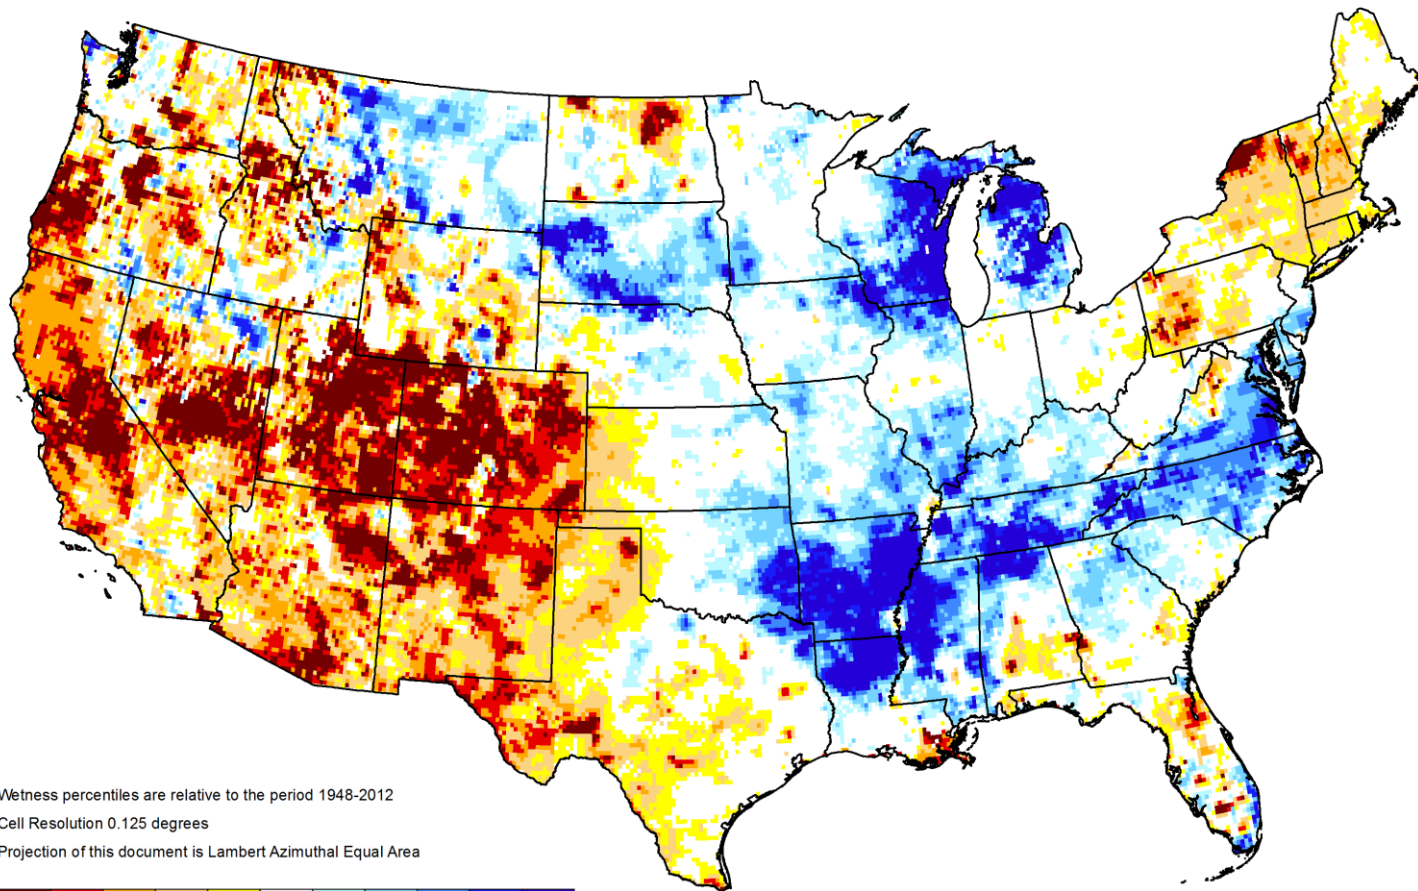 Wetness percentiles are relative to the period 1948-2012
Cell Resolution 0.125 degrees
Projection of this document is Lambert Azimuthal Equal Area